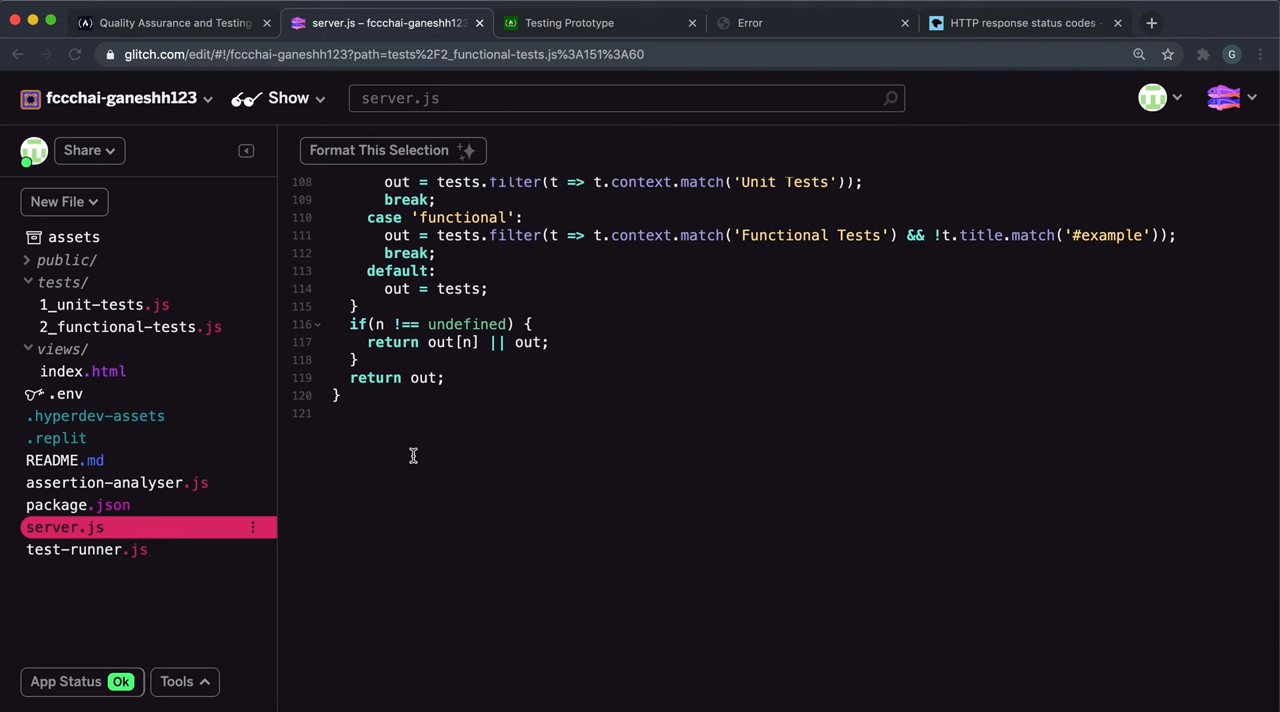 Quality Assurance and Testing
server.js – fccchai-ganeshh123
Testing Prototype
Error
HTTP response status codes -
glitch.com/edit/#!/fccchai-ganeshh123?path=tests%2F2_functional-tests.js%3A151%3A60
G
fccchai-ganeshh123
Show
server.js
Share
Format This Selection
New File
assets
public/
tests/
1_unit-tests.js
2_functional-tests.js
views/
index.html
.env
.hyperdev-assets
.replit
README.md
assertion-analyser.js
package.json
server.js
test-runner.js
App Status Ok
Tools
108 out = tests.filter(t => t.context.match('Unit Tests'));
109 break;
110 case 'functional':
111 out = tests.filter(t => t.context.match('Functional Tests') && !t.title.match('#example'));
112 break;
113 default:
114 out = tests;
115 }
116 if(n !== undefined) {
117 return out[n] || out;
118 }
119 return out;
120 }
121